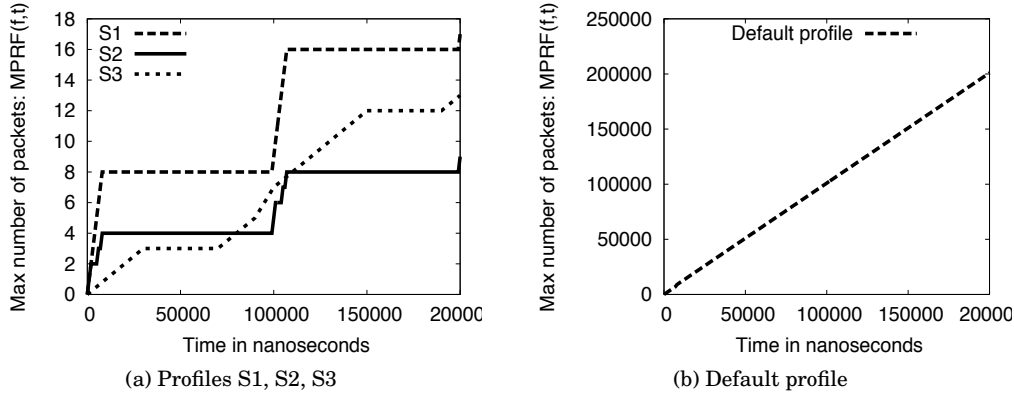 Max number of packets: MPRF(f,t)
18
16
14
12
10
8
6
4
2
0
S1
S2
S3
0 50000 100000 150000 20000
Time in nanoseconds
(a) Profiles S1, S2, S3
Max number of packets: MPRF(f,t)
250000
200000
150000
100000
50000
0
Default profile
0 50000 100000 150000 20000
Time in nanoseconds
(b) Default profile